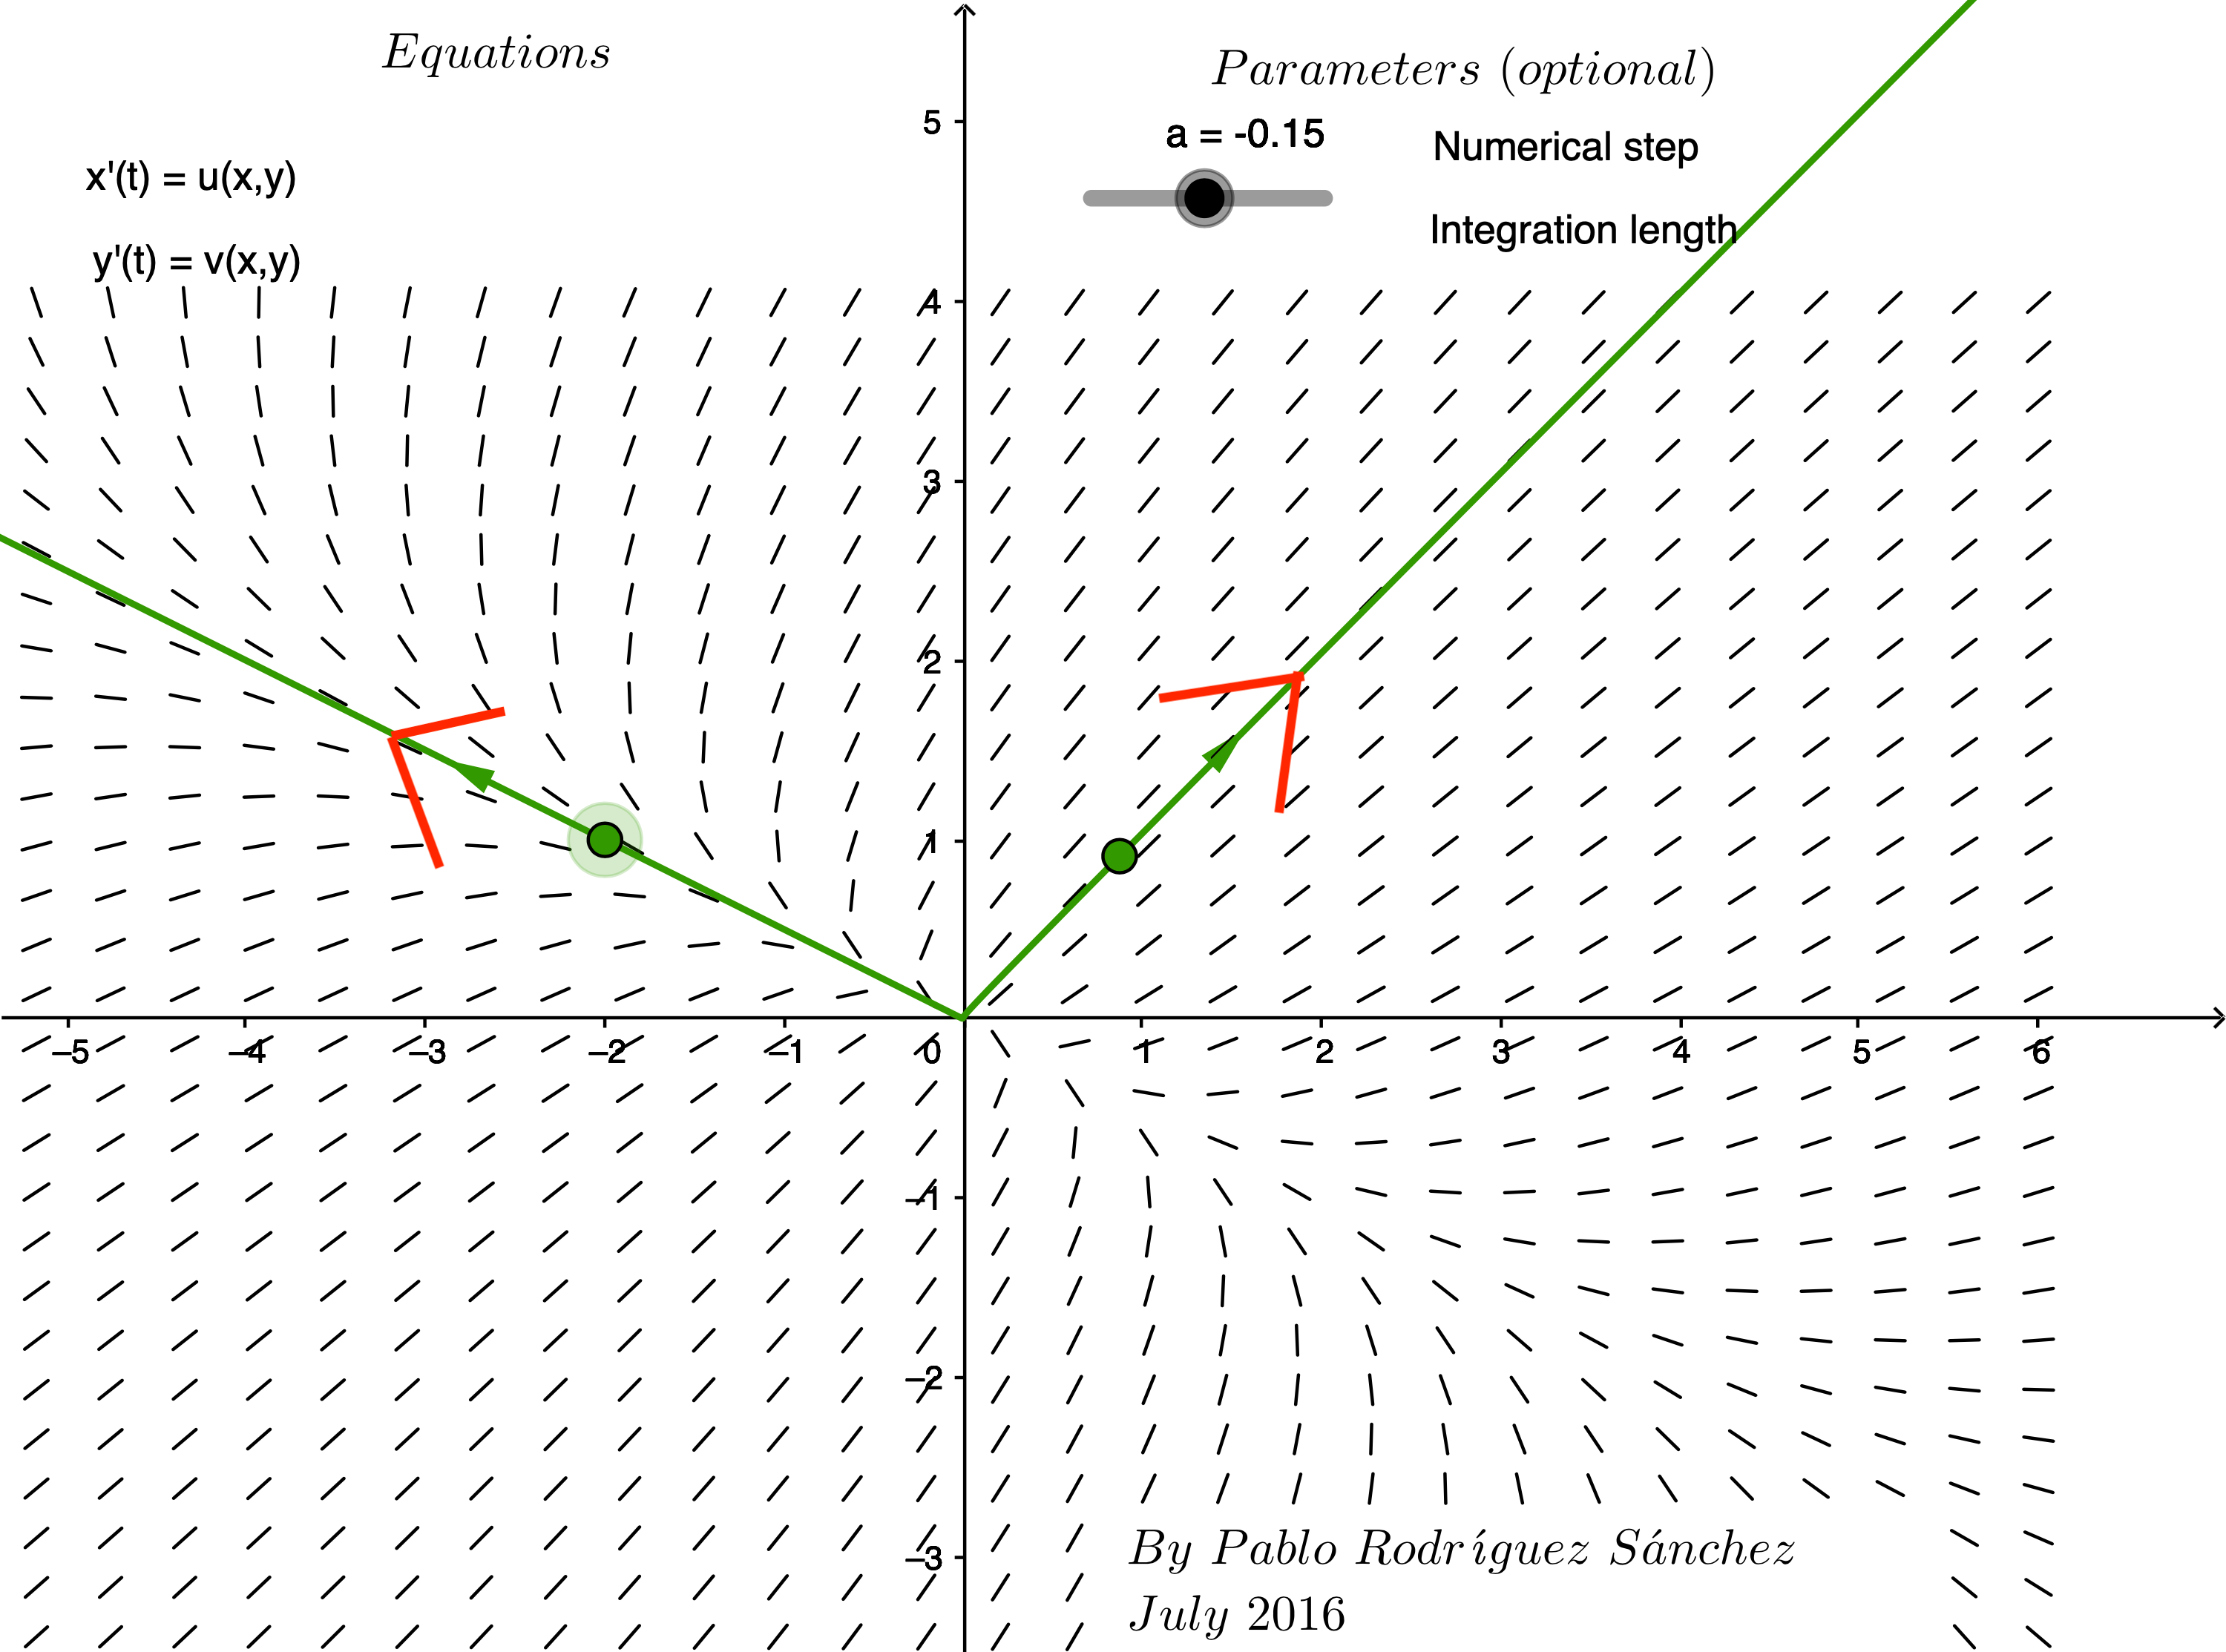 Equations
Parameters (optional)
a = -0.15
Numerical step
x'(t) = u(x,y)
Integration length
y'(t) = v(x,y)
5
4
3
2
1
–5 –4 –3 –2 –1 0 1 2 3 4 5 6
–1
–2
–3
By Pablo Rodríguez Sánchez
July 2016